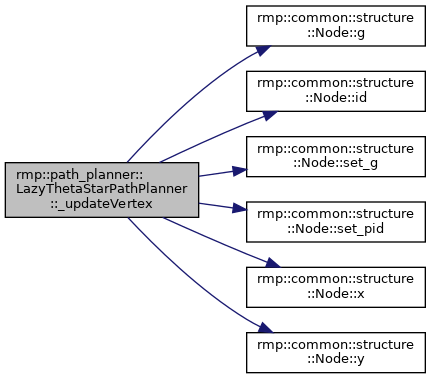 rmp::path_planner::
LazyThetaStarPathPlanner
::_updateVertex
rmp::common::structure
::Node::g
rmp::common::structure
::Node::id
rmp::common::structure
::Node::set_g
rmp::common::structure
::Node::set_pid
rmp::common::structure
::Node::x
rmp::common::structure
::Node::y